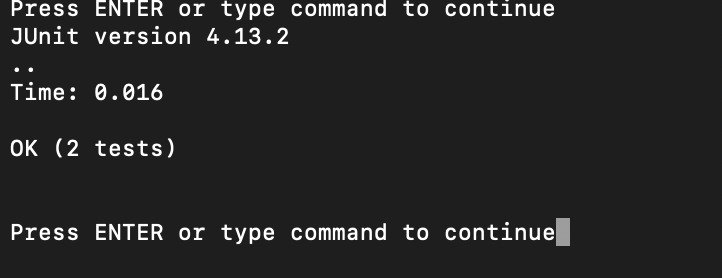 Press ENTER or type command to continue
JUnit version 4.13.2
..
Time: 0.016
OK (2 tests)
Press ENTER or type command to continue